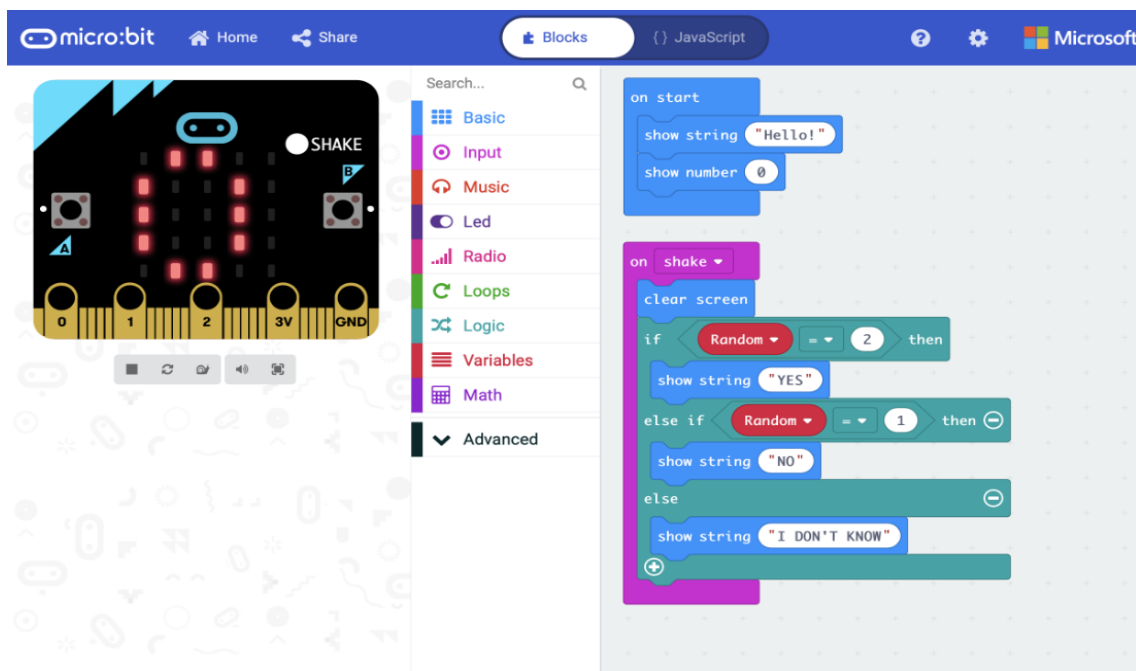 micro:bit Home Share Blocks {} JavaScript ? Microsoft
SHAKE
B
A
0 1 2 3V GND
Search...
Basic
Input
Music
Led
Radio
Loops
Logic
Variables
Math
Advanced
on start
show string "Hello!"
show number 0
on shake
clear screen
if Random = 2 then
show string "YES"
else if Random = 1 then
show string "NO"
else
show string "I DON'T KNOW"